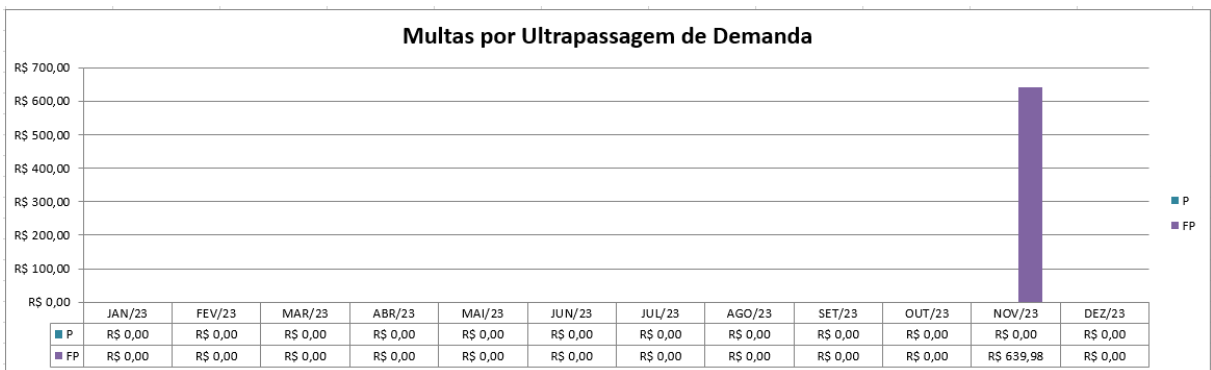 Multas por Ultrapassagem de Demanda
R$ 700,00
R$ 600,00
R$ 500,00
R$ 400,00
R$ 300,00
R$ 200,00
R$ 100,00
R$ 0,00
P
FP
JAN/23 FEV/23 MAR/23 ABR/23 MAI/23 JUN/23 JUL/23 AGO/23 SET/23 OUT/23 NOV/23 DEZ/23
P R$ 0,00 R$ 0,00 R$ 0,00 R$ 0,00 R$ 0,00 R$ 0,00 R$ 0,00 R$ 0,00 R$ 0,00 R$ 0,00 R$ 0,00 R$ 0,00
FP R$ 0,00 R$ 0,00 R$ 0,00 R$ 0,00 R$ 0,00 R$ 0,00 R$ 0,00 R$ 0,00 R$ 0,00 R$ 0,00 R$ 639,98 R$ 0,00